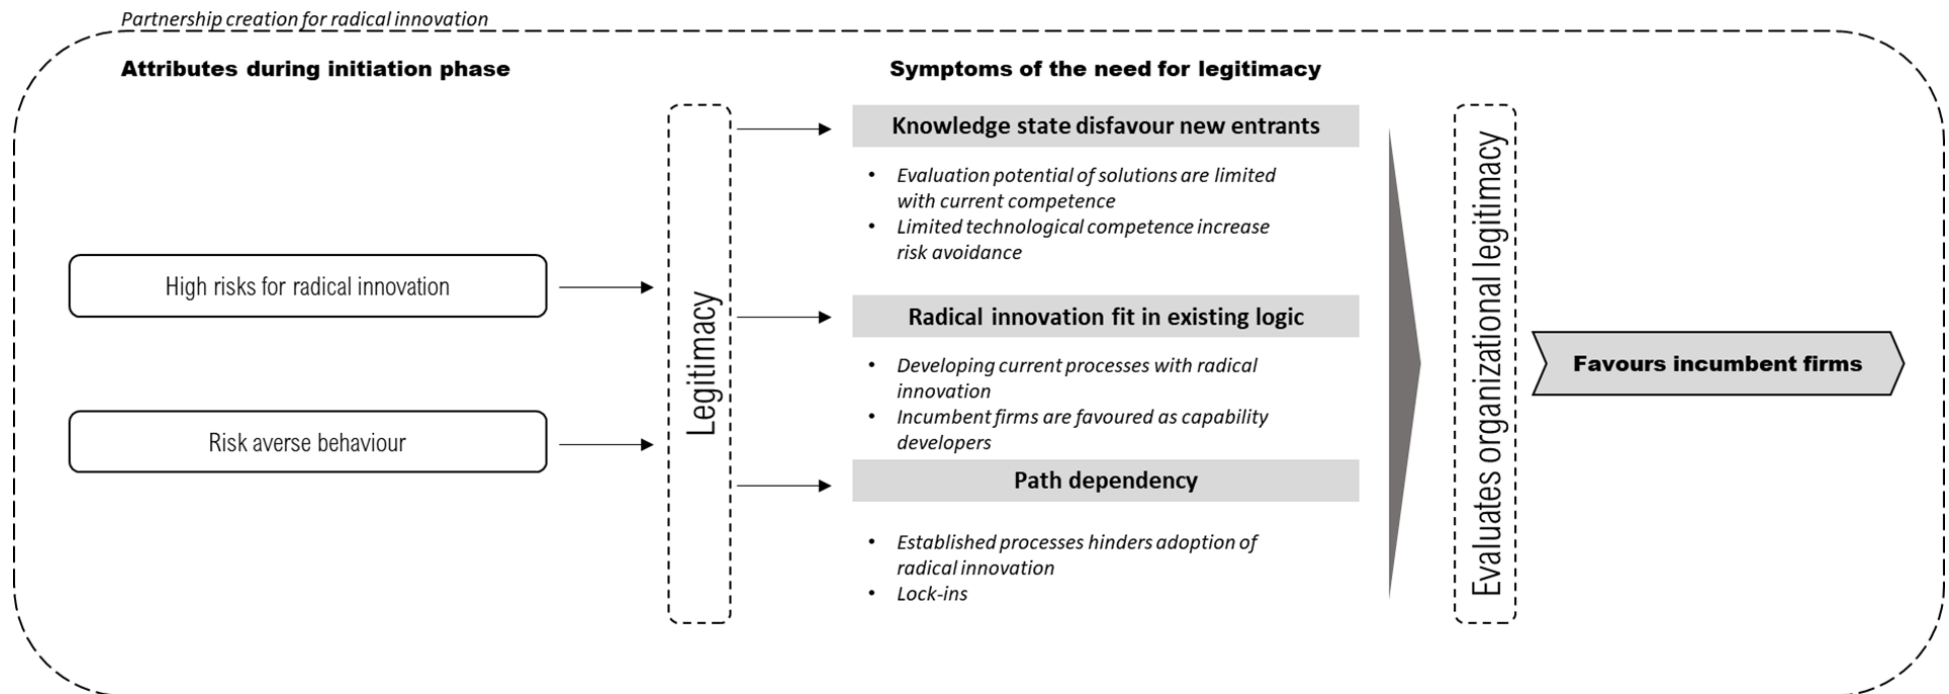 Partnership creation for radical innovation
Attributes during initiation phase
High risks for radical innovation
Risk averse behaviour
Legitimacy
Symptoms of the need for legitimacy
Knowledge state disfavour new entrants
• Evaluation potential of solutions are limited
with current competence
• Limited technological competence increase
risk avoidance
Radical innovation fit in existing logic
• Developing current processes with radical
innovation
• Incumbent firms are favoured as capability
developers
Path dependency
• Established processes hinders adoption of
radical innovation
• Lock-ins
Evaluates organizational legitimacy
Favours incumbent firms